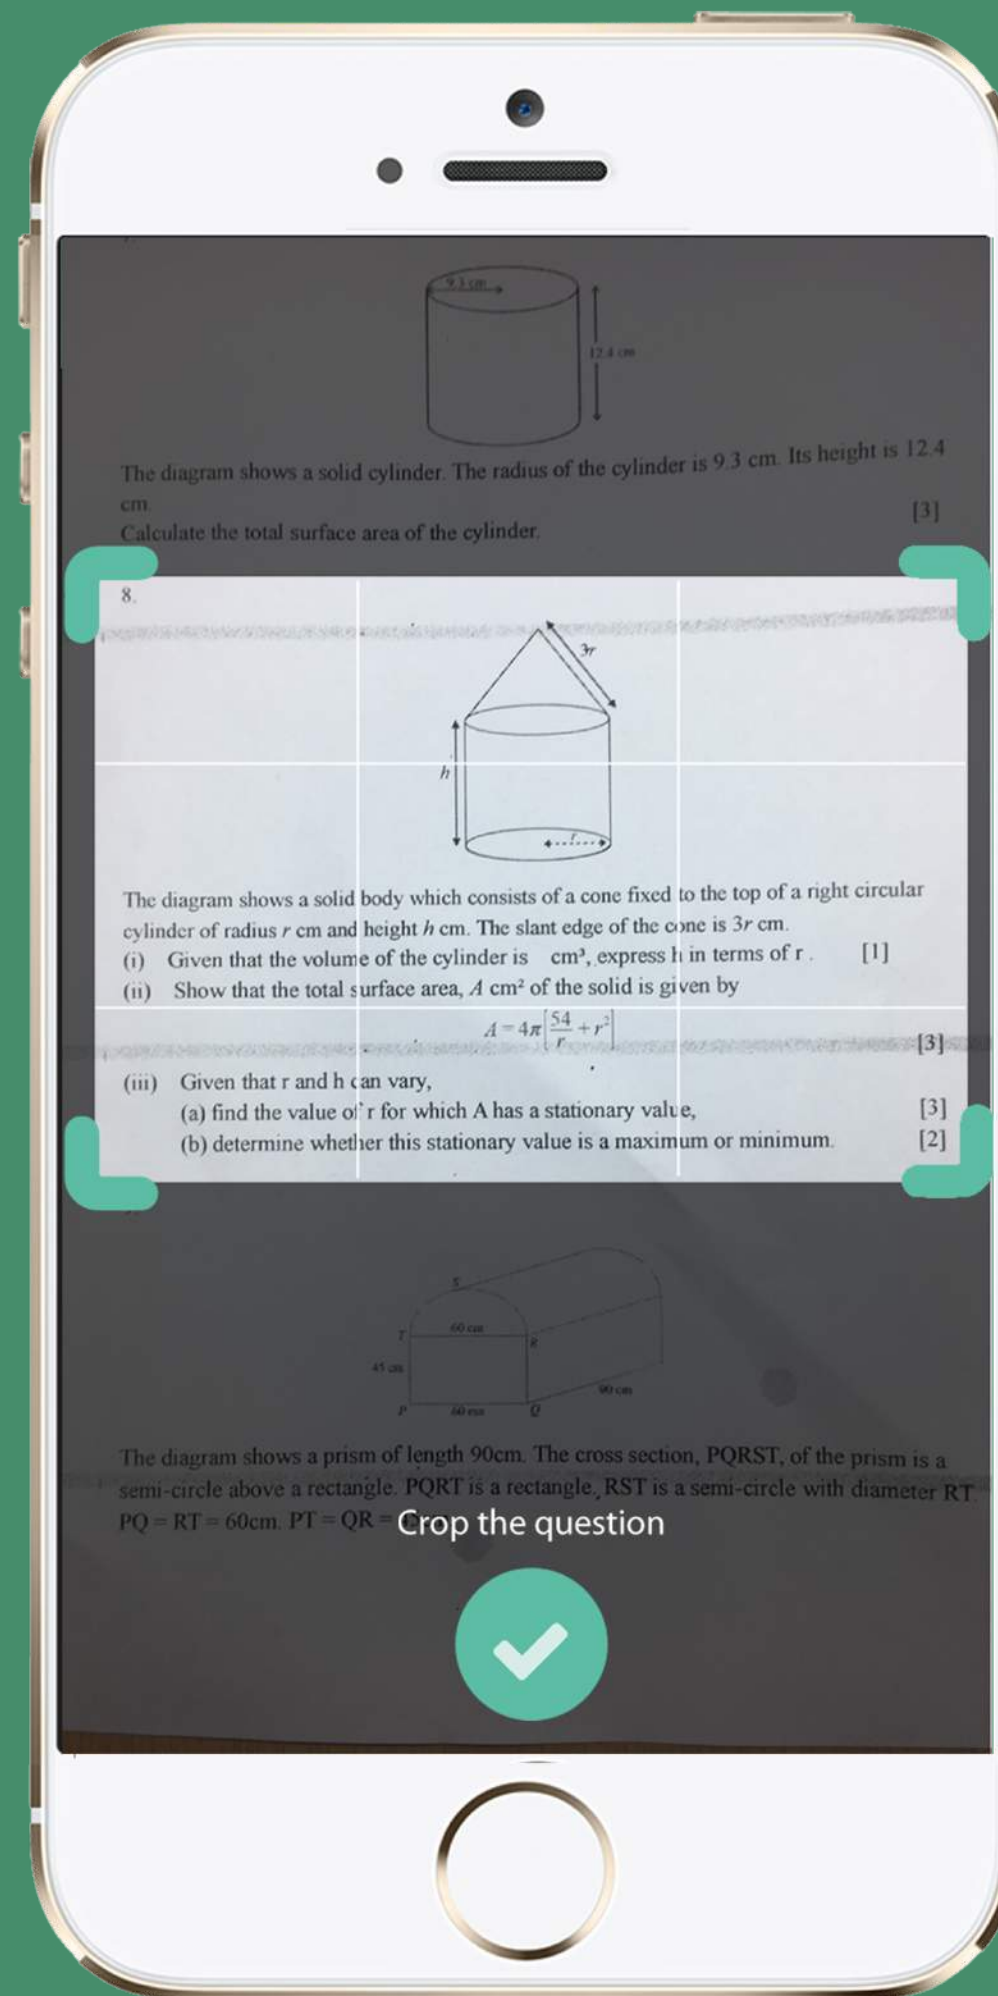 9.3 cm
12.4 cm
The diagram shows a solid cylinder. The radius of the cylinder is 9.3 cm. Its height is 12.4
cm.
[3]
Calculate the total surface area of the cylinder.
8.
3r
h
r
The diagram shows a solid body which consists of a cone fixed to the top of a right circular
cylinder of radius r cm and height h cm. The slant edge of the cone is 3r cm.
(i) Given that the volume of the cylinder is cm³, express h in terms of r . [1]
(ii) Show that the total surface area, A cm² of the solid is given by
A = 4π[54/r + r²]
[3]
(iii) Given that r and h can vary,
(a) find the value of r for which A has a stationary value, [3]
(b) determine whether this stationary value is a maximum or minimum. [2]
S
T 60 cm R
45 cm
90 cm
P 60 cm Q
The diagram shows a prism of length 90cm. The cross section, PQRST, of the prism is a
semi-circle above a rectangle. PQRT is a rectangle. RST is a semi-circle with diameter RT.
PQ = RT = 60cm. PT = QR =
Crop the question